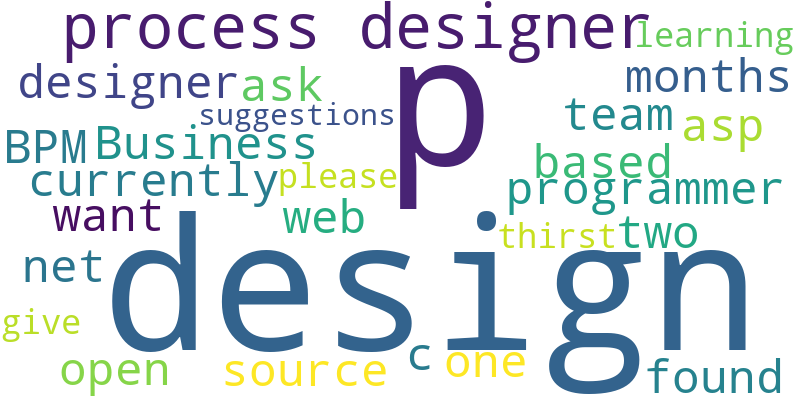 process designer
learning
designer
ask
p
months
suggestions
team
asp
BPM
Business
based
currently
please
programmer
want
web
thirst
two
net
design
give
open
source
c
one
found